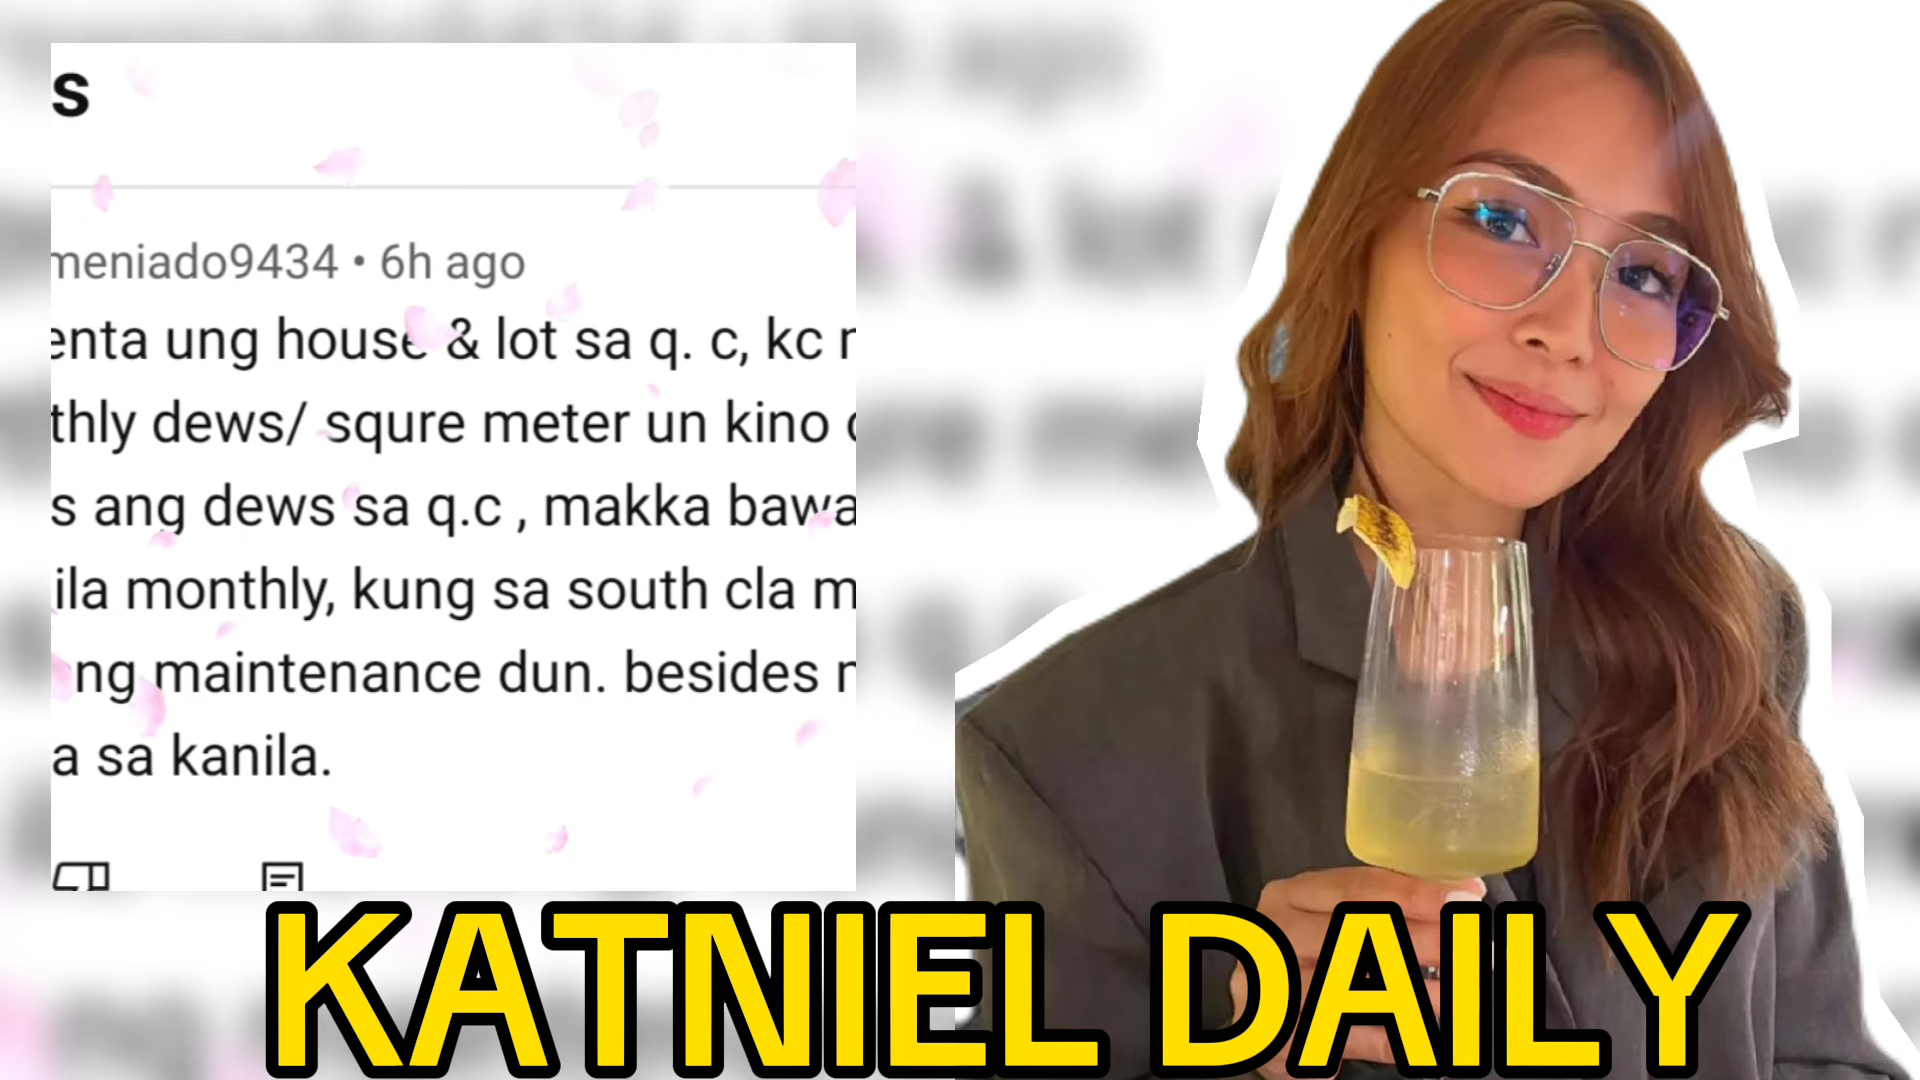 s
meniado9434 • 6h ago
enta ung house & lot sa q. c, kc
thly dews/ squre meter un kino
s ang dews sa q.c , makka bawa
ila monthly, kung sa south cla m
ng maintenance dun. besides
a sa kanila.
KATNIEL DAILY